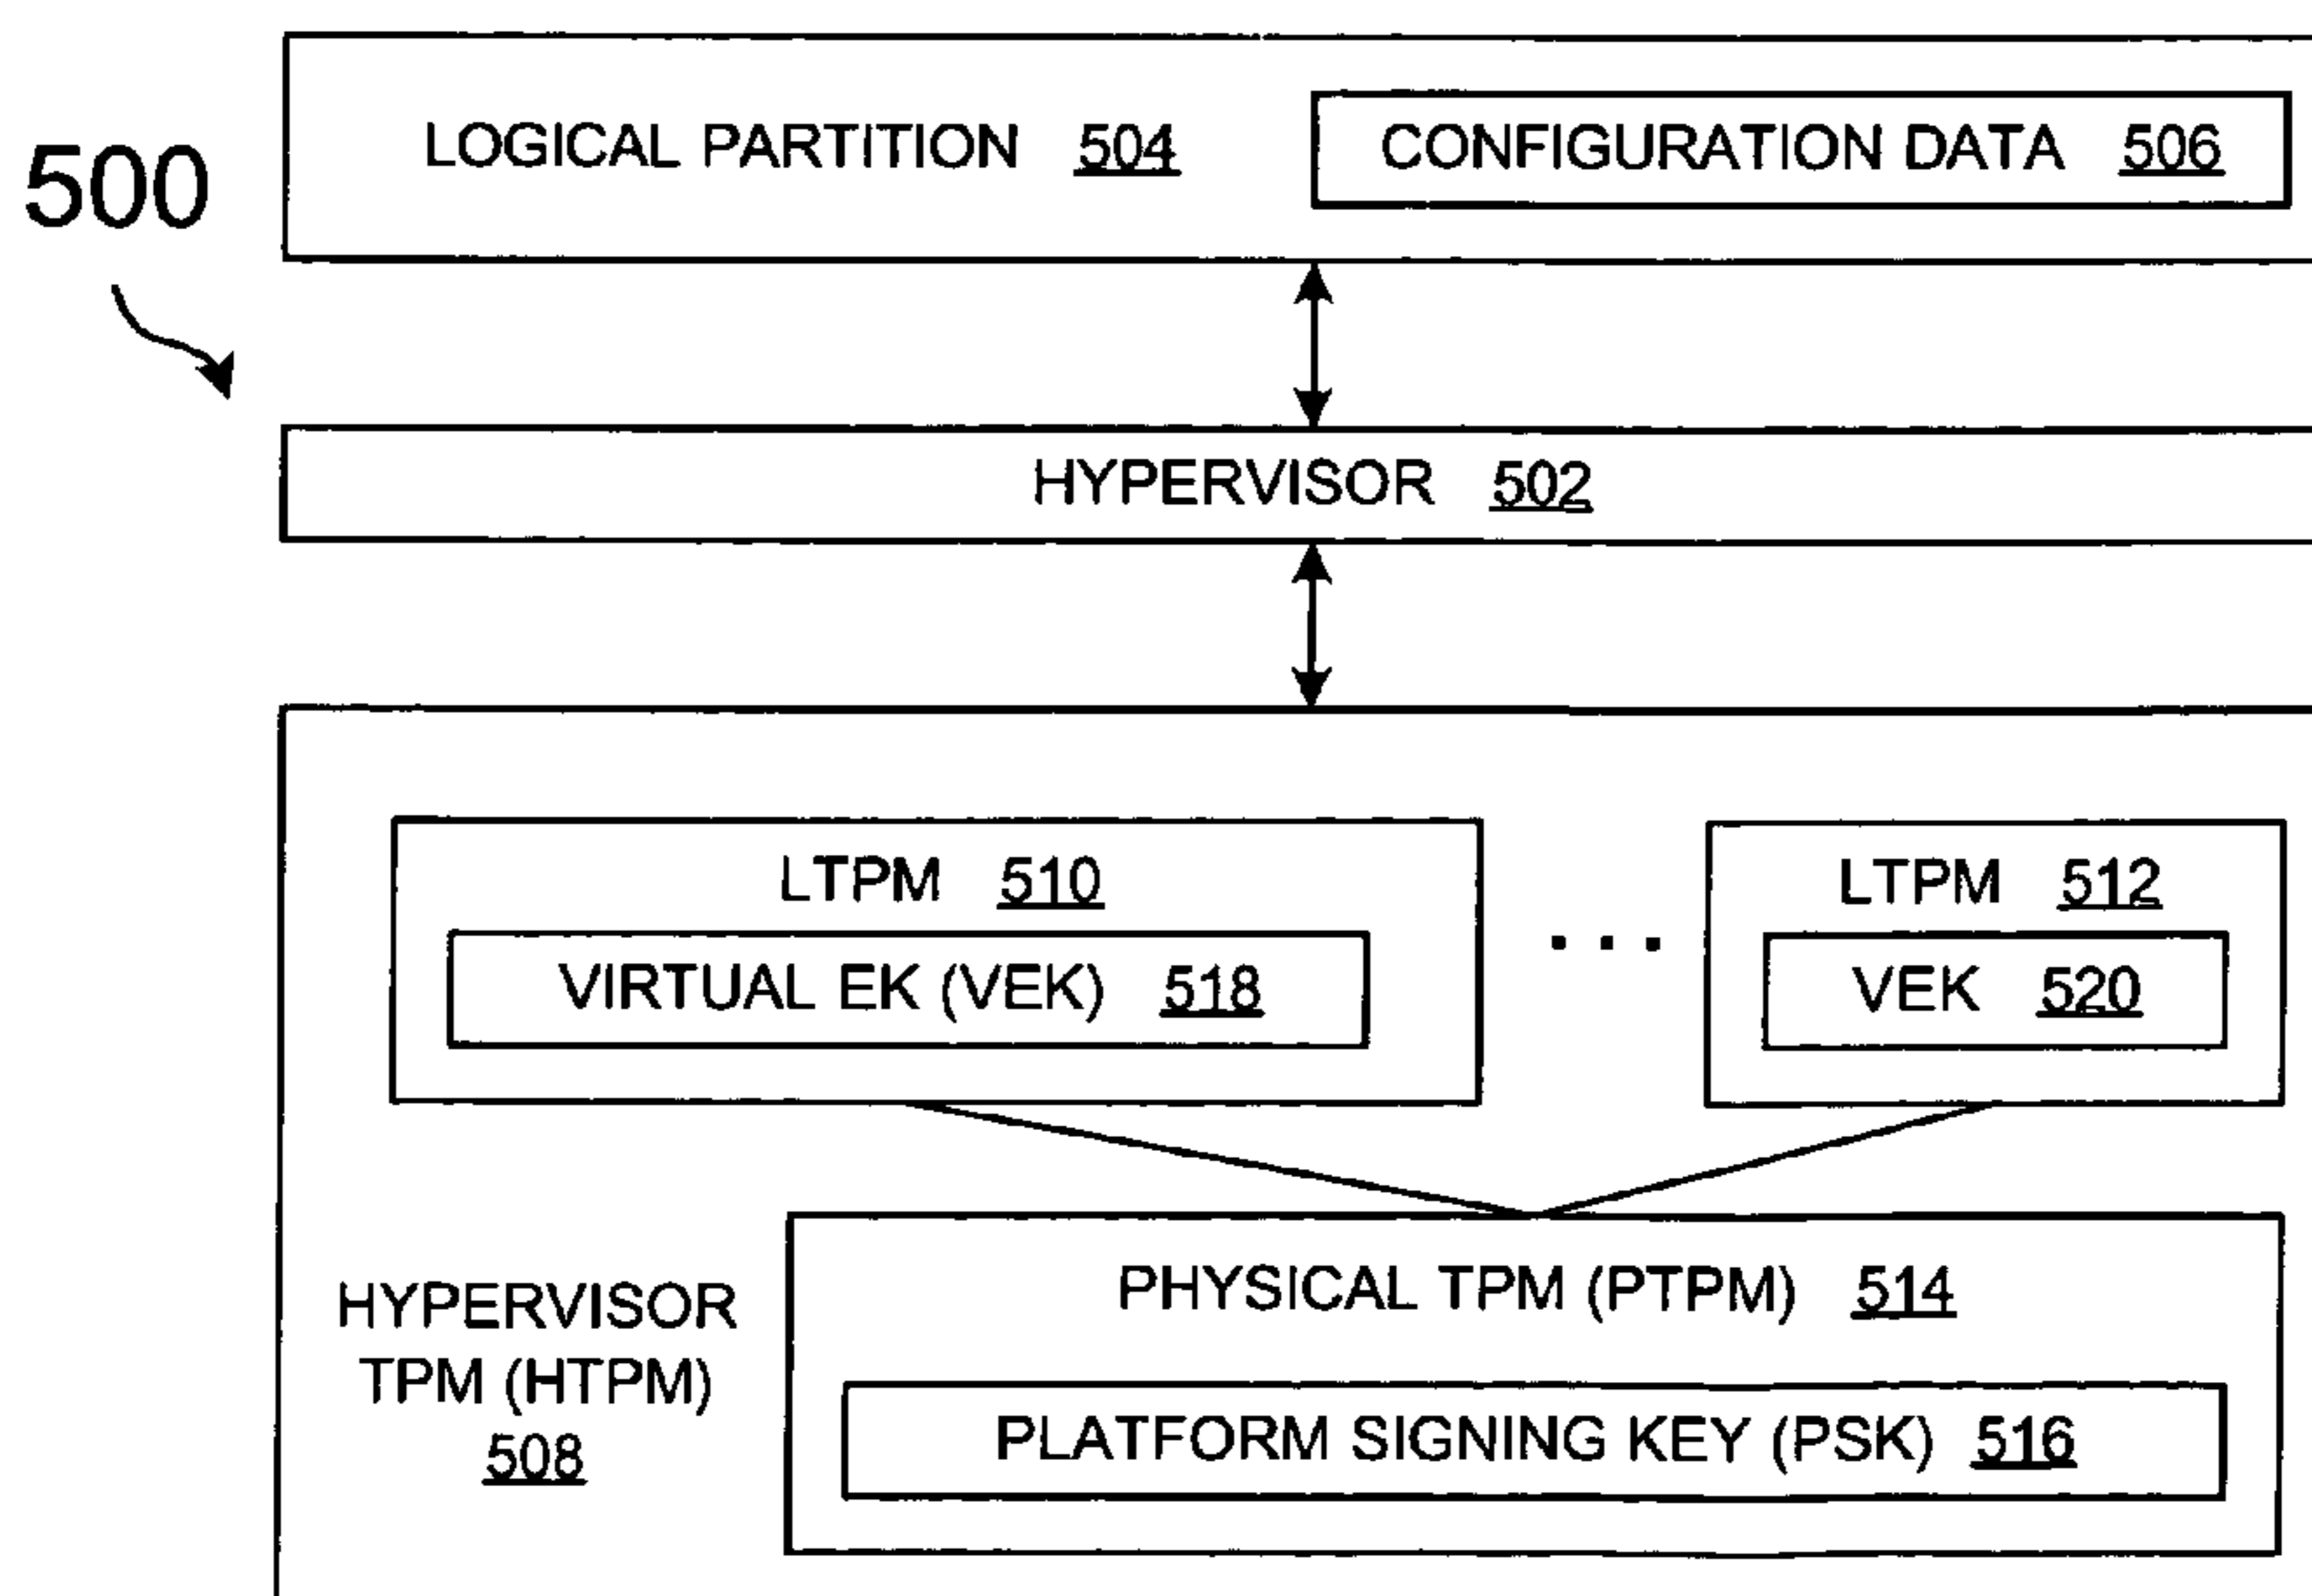 LOGICAL PARTITION 504 CONFIGURATION DATA 506
500
HYPERVISOR 502
LTPM 510
VIRTUAL EK (VEK) 518
...
LTPM 512
VEK 520
HYPERVISOR
TPM (HTPM)
508
PHYSICAL TPM (PTPM) 514
PLATFORM SIGNING KEY (PSK) 516